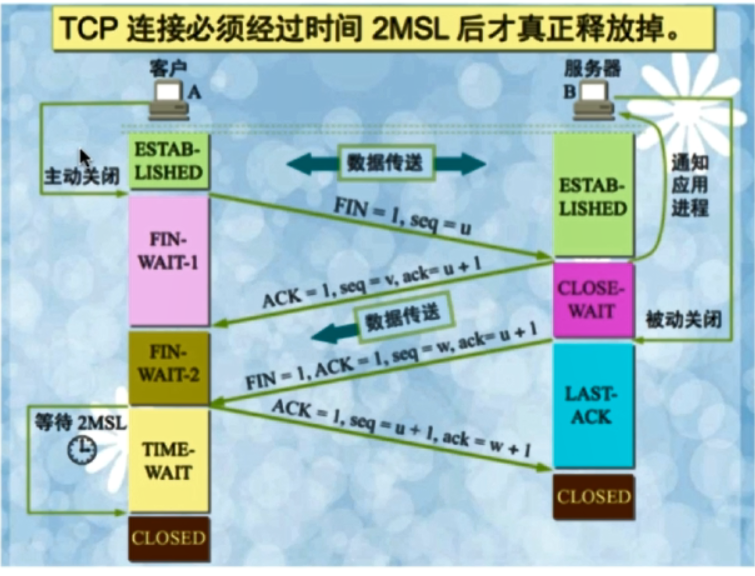 TCP 连接必须经过时间 2MSL 后才真正释放掉。
客户
A
服务器
B
主动关闭
ESTAB-
LISHED
数据传送
ESTAB-
LISHED
通知
应用
进程
FIN = 1, seq = u
FIN-
WAIT-1
ACK = 1, seq = v, ack= u + 1
CLOSE-
WAIT
数据传送
被动关闭
FIN-
WAIT-2
FIN = 1, ACK = 1, seq = w, ack= u + 1
LAST-
ACK
等待 2MSL
ACK = 1, seq = u + 1, ack = w + 1
TIME-
WAIT
CLOSED
CLOSED